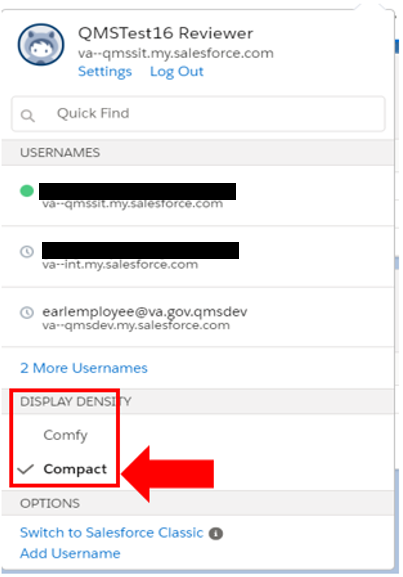 QMSTest16 Reviewer
va--qmssit.my.salesforce.com
Settings Log Out
Quick Find
USERNAMES
va--qmssit.my.salesforce.com
va--int.my.salesforce.com
earlemployee@va.gov.qmsdev
va--qmsdev.my.salesforce.com
2 More Usernames
DISPLAY DENSITY
Comfy
Compact
OPTIONS
Switch to Salesforce Classic
Add Username